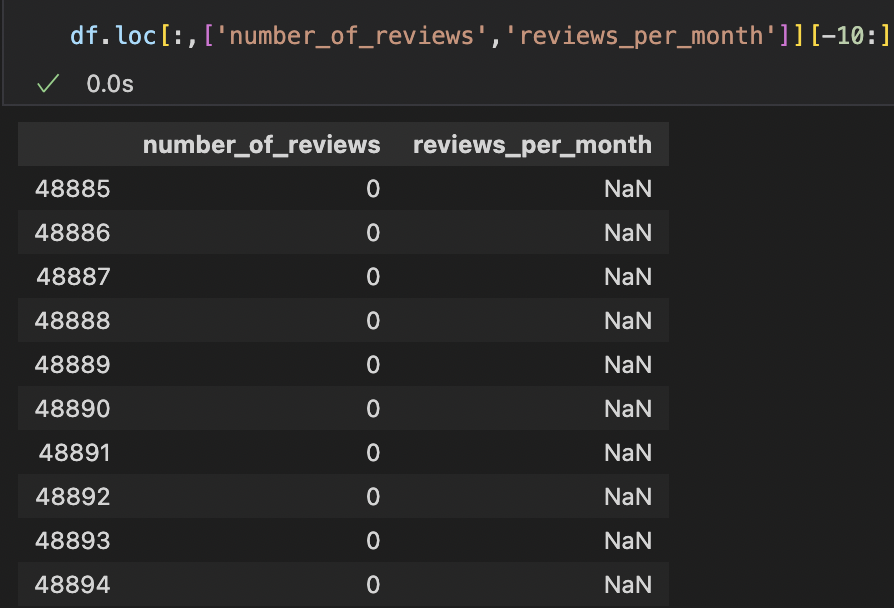 df.loc[:,['number_of_reviews','reviews_per_month']][-10:]
0.0s
number_of_reviews reviews_per_month
48885 0 NaN
48886 0 NaN
48887 0 NaN
48888 0 NaN
48889 0 NaN
48890 0 NaN
48891 0 NaN
48892 0 NaN
48893 0 NaN
48894 0 NaN